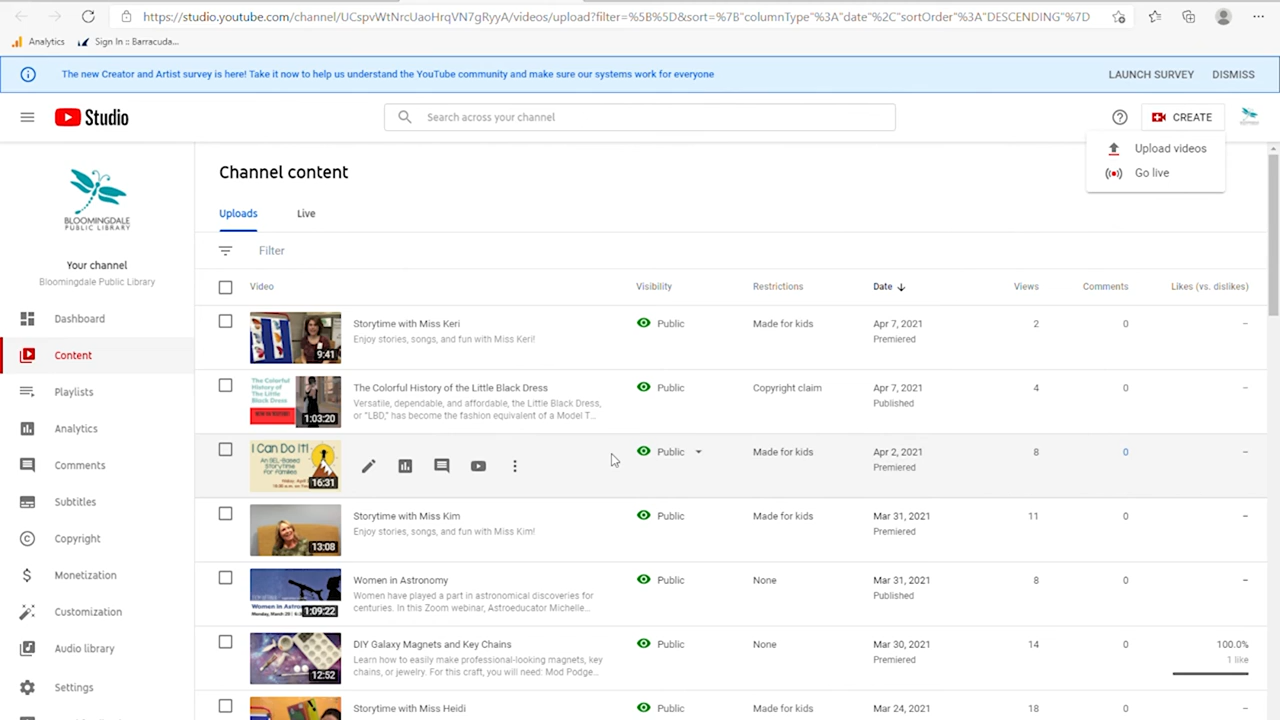 https://studio.youtube.com/channel/UCspvWtNrcUaoHrqVN7gRyyA/videos/upload?filter=%5B%5D&sort=%7B"columnType"%3A"date"%2C"sortOrder"%3A"DESCENDING"%7D
Analytics Sign In :: Barracuda...
The new Creator and Artist survey is here! Take it now to help us understand the YouTube community and make sure our systems work for everyone LAUNCH SURVEY DISMISS
Studio Search across your channel CREATE
Upload videos
Go live
BLOOMINGDALE
PUBLIC LIBRARY
Your channel
Bloomingdale Public Library
Dashboard
Content
Playlists
Analytics
Comments
Subtitles
Copyright
Monetization
Customization
Audio library
Settings
Channel content
Uploads Live
Filter
Video Visibility Restrictions Date Views Comments Likes (vs. dislikes)
9:41 Storytime with Miss Keri Public Made for kids Apr 7, 2021 2 0 –
Enjoy stories, songs, and fun with Miss Keri! Premiered
The Colorful
History of
The Little
Black Dress
1:03:20 The Colorful History of the Little Black Dress Public Copyright claim Apr 7, 2021 4 0 –
Versatile, dependable, and affordable, the Little Black Dress, Published
or "LBD," has become the fashion equivalent of a Model T...
I Can Do It!
An SEL-Based
Storytime
for Families
16:31 Public Made for kids Apr 2, 2021 8 0 –
Premiered
13:08 Storytime with Miss Kim Public Made for kids Mar 31, 2021 11 0 –
Enjoy stories, songs, and fun with Miss Kim! Premiered
Women in Astro
1:09:22 Women in Astronomy Public None Mar 31, 2021 8 0 –
Women have played a part in astronomical discoveries for Published
centuries. In this Zoom webinar, Astroeducator Michelle...
12:52 DIY Galaxy Magnets and Key Chains Public None Mar 30, 2021 14 0 100.0%
Learn how to easily make professional-looking magnets, key Premiered 1 like
chains, or jewelry. For this craft, you will need: Mod Podge...
Storytime with Miss Heidi Public Made for kids Mar 24, 2021 18 0 –